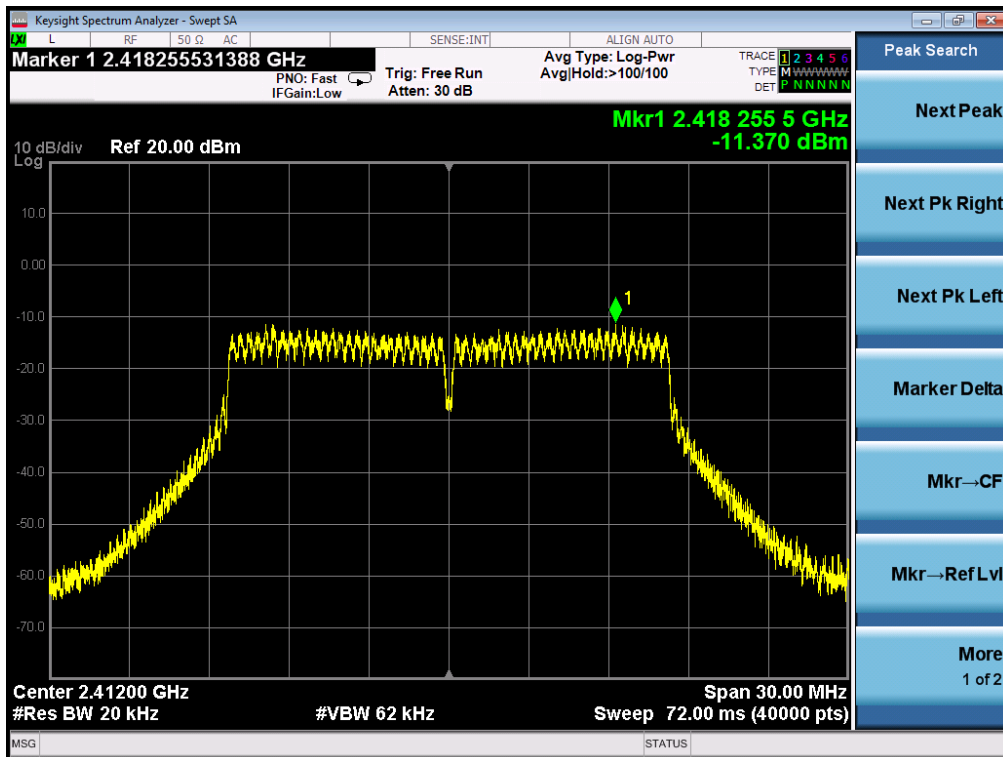 Keysight Spectrum Analyzer - Swept SA
LXI L RF 50 Ω AC SENSE:INT ALIGN AUTO
Marker 1 2.418255531388 GHz
PNO: Fast
IFGain:Low
Trig: Free Run
Atten: 30 dB
Avg Type: Log-Pwr
Avg|Hold:>100/100
TRACE 1 2 3 4 5 6
TYPE MWWWWW
DET P N N N N N
Mkr1 2.418 255 5 GHz
-11.370 dBm
10 dB/div Ref 20.00 dBm
Log
10.0
0.00
-10.0
-20.0
-30.0
-40.0
-50.0
-60.0
-70.0
1
Center 2.41200 GHz Span 30.00 MHz
#Res BW 20 kHz #VBW 62 kHz Sweep 72.00 ms (40000 pts)
MSG STATUS
Peak Search
Next Peak
Next Pk Right
Next Pk Left
Marker Delta
Mkr→CF
Mkr→Ref Lvl
More
1 of 2